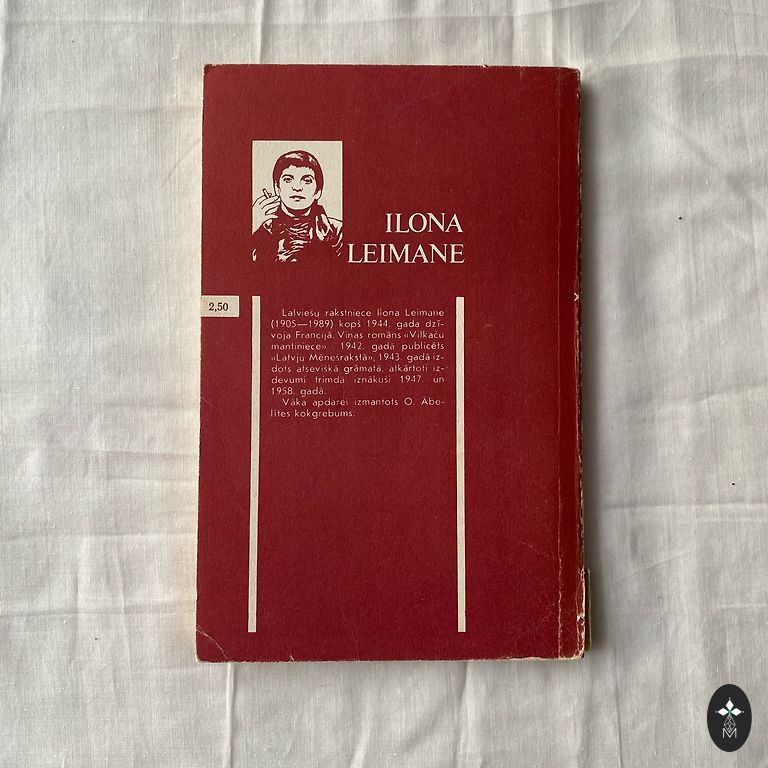 ILONA
LEIMANE
2,50
Latviešu rakstniece Ilona Leimane
(1905—1989) kopš 1944. gada dzī-
voja Francijā. Viņas romāns «Vilkaču
mantiniece» 1942. gadā publicēts
«Latvju Mēnešrakstā», 1943. gadā iz-
dots atsevišķā grāmatā, atkārtoti iz-
devumi trimdā iznākuši 1947. un
1958. gadā.
Vāka apdarei izmantots O. Ābe-
lītes kokgrebums.
M